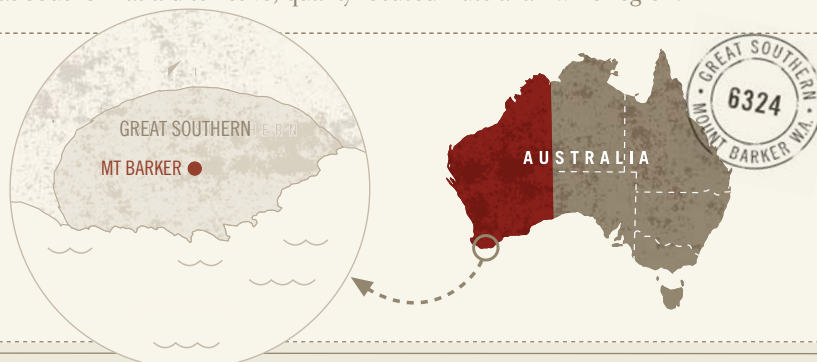 GREAT SOUTHERN
MT BARKER
AUSTRALIA
GREAT SOUTHERN
6324
MOUNT BARKER W.A.